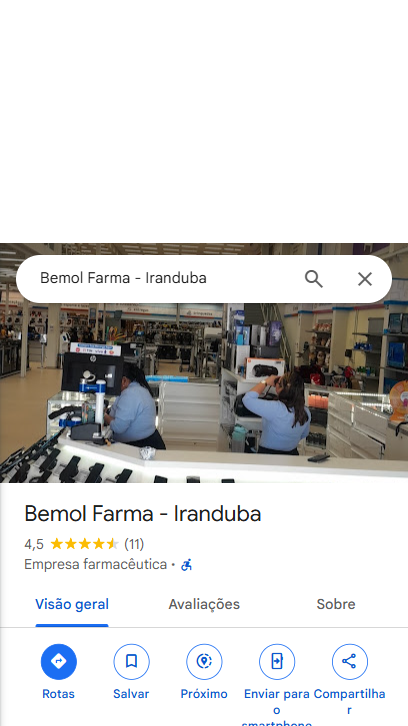 Bemol Farma - Iranduba
Bemol Farma - Iranduba
4,5 (11)
Empresa farmacêutica ·
Visão geral Avaliações Sobre
Rotas Salvar Próximo Enviar para o smartphone Compartilhar